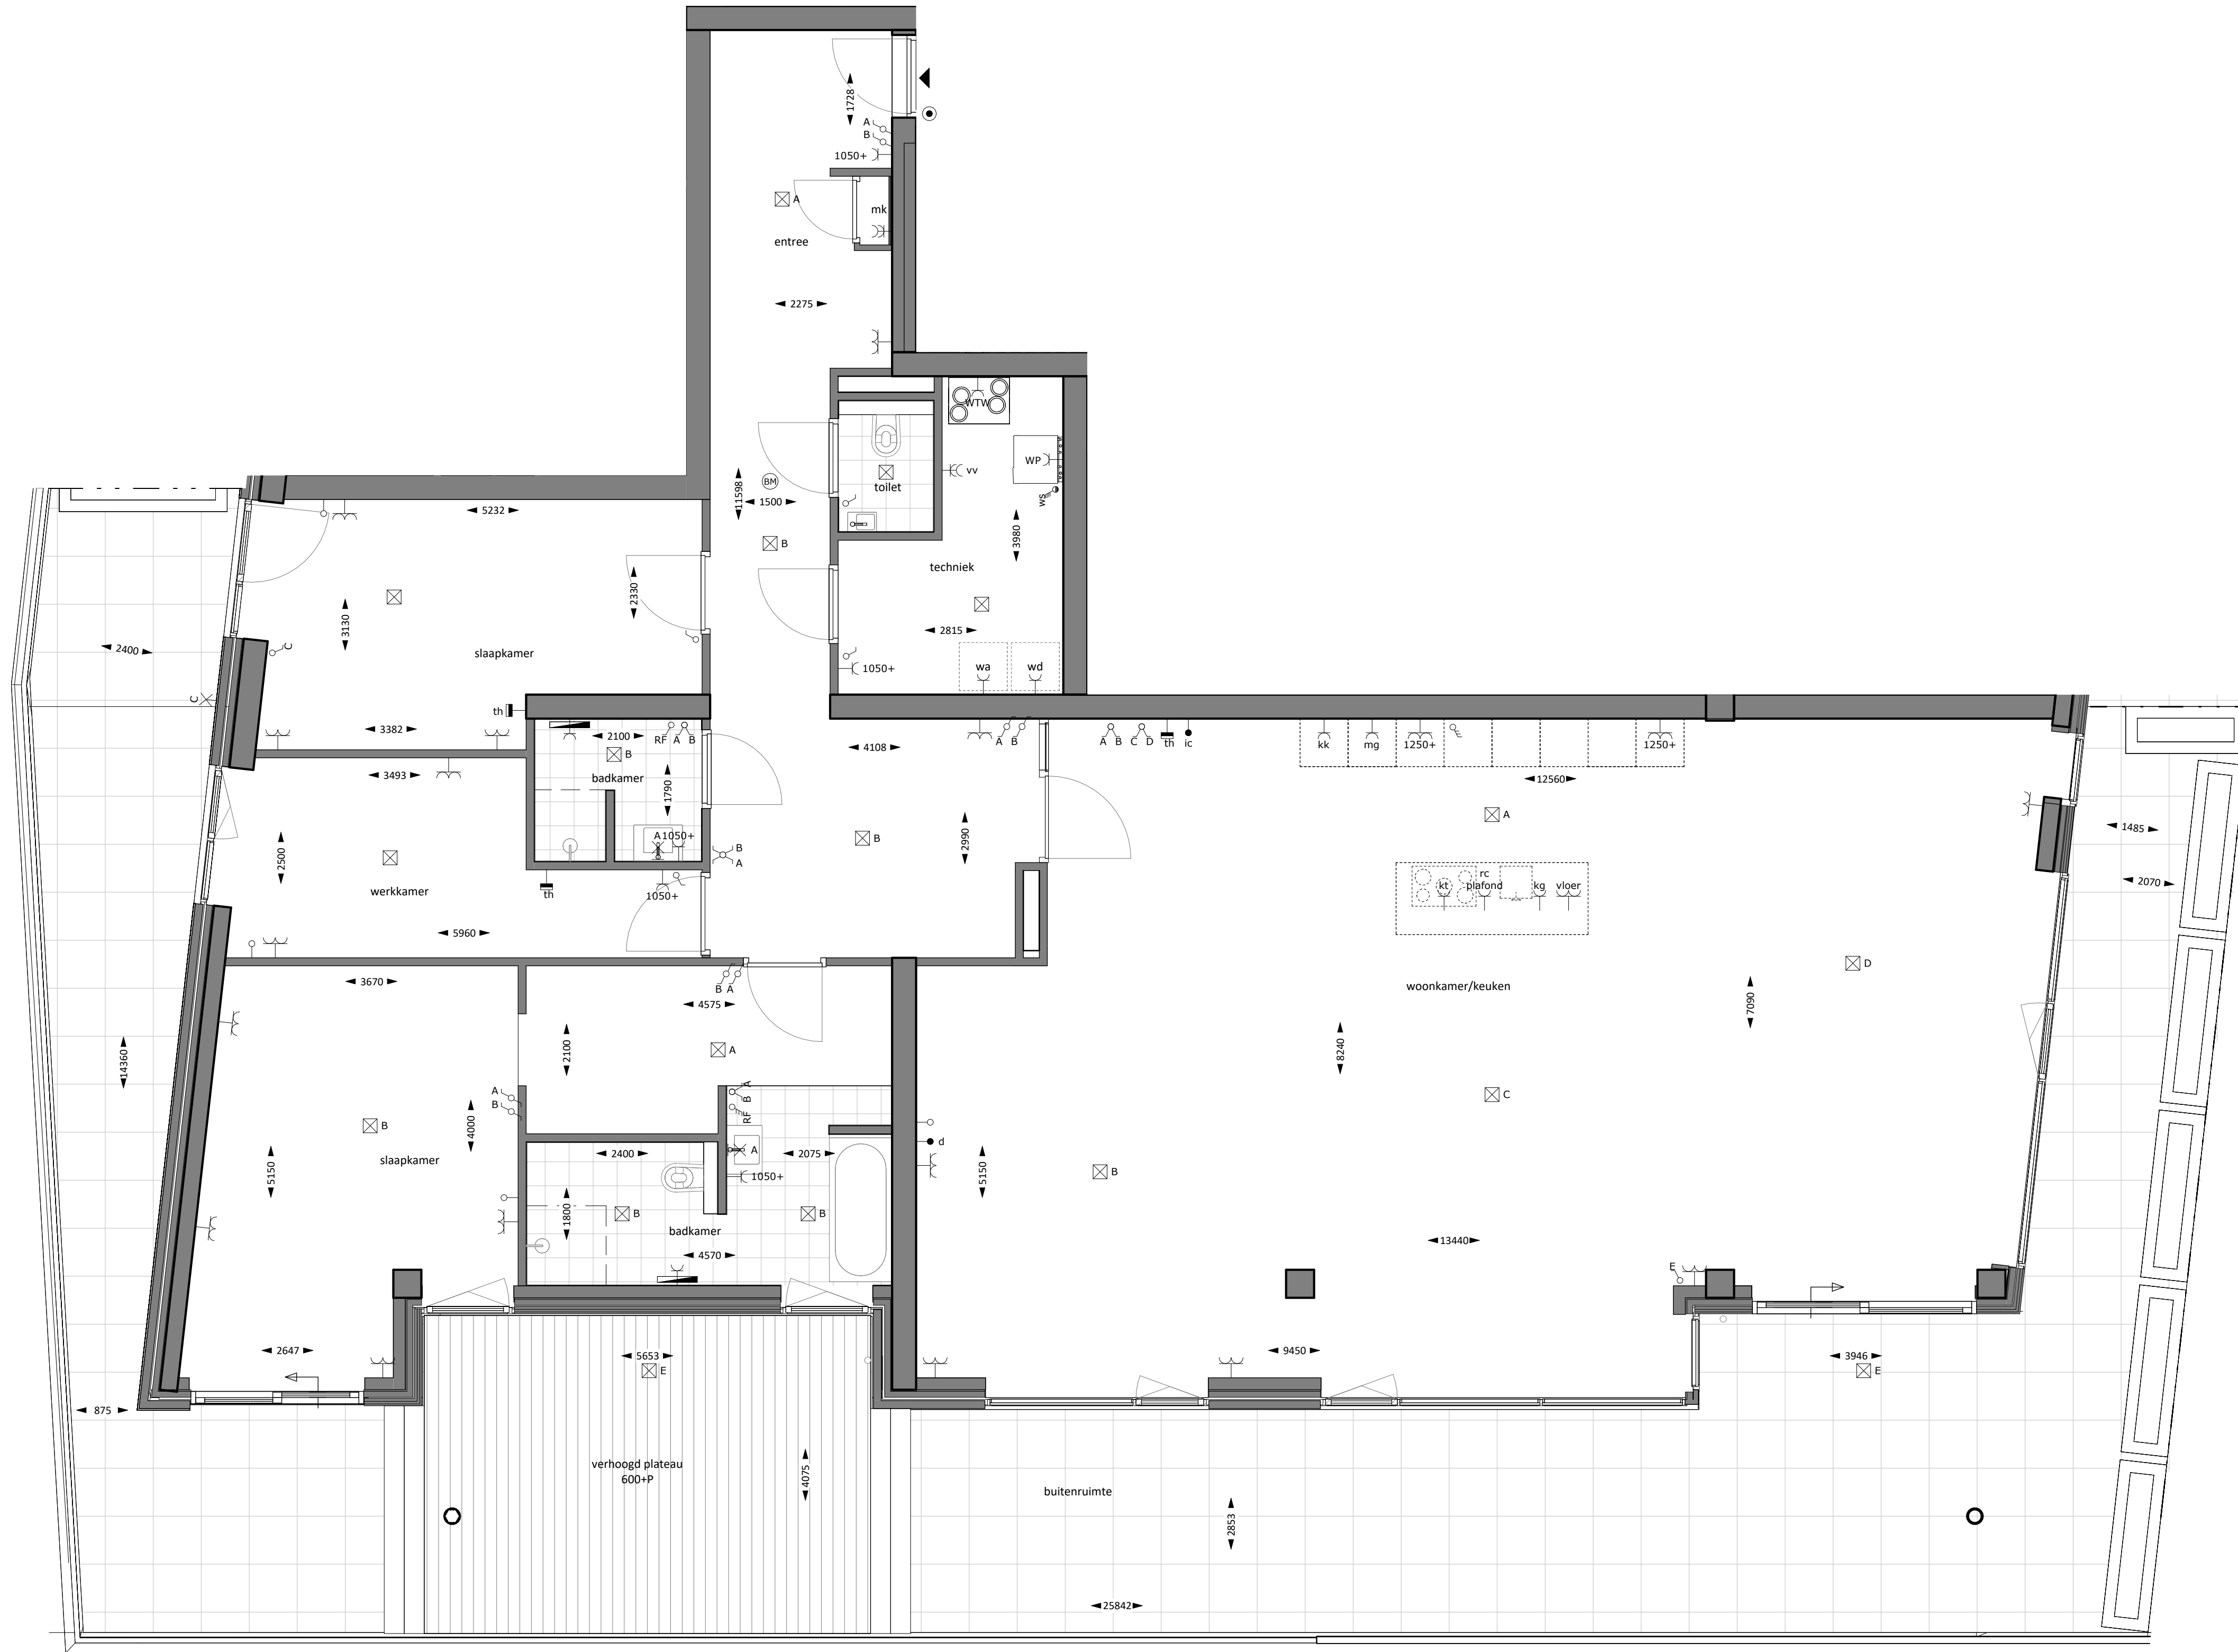 1728
A
B
1050+
A
mk
entree
2275
WTW
WP
vv
BM
toilet
11598
1500
ws
5232
3980
B
techniek
2330
3130
2815
2400
C
slaapkamer
wa
wd
1050+
C
th
3382
2100
RF A B
B
4108
A B
A B C D th ic
kk
mg
1250+
1250+
3493
badkamer
1790
12560
A
1485
2500
werkkamer
A 1050+
B
A
B
2990
2070
th
1050+
rc
kt
plafond
kg
vloer
5960
D
3670
B A
4575
woonkamer/keuken
7090
14360
2100
A
8240
A
B
A
B
RF
C
B
4000
slaapkamer
5150
2400
A
2075
1050+
d
5150
B
1800
B
B
badkamer
4570
13440
E
2647
5653
E
9450
3946
E
875
verhoogd plateau
600+P
4075
buitenruimte
2853
25842